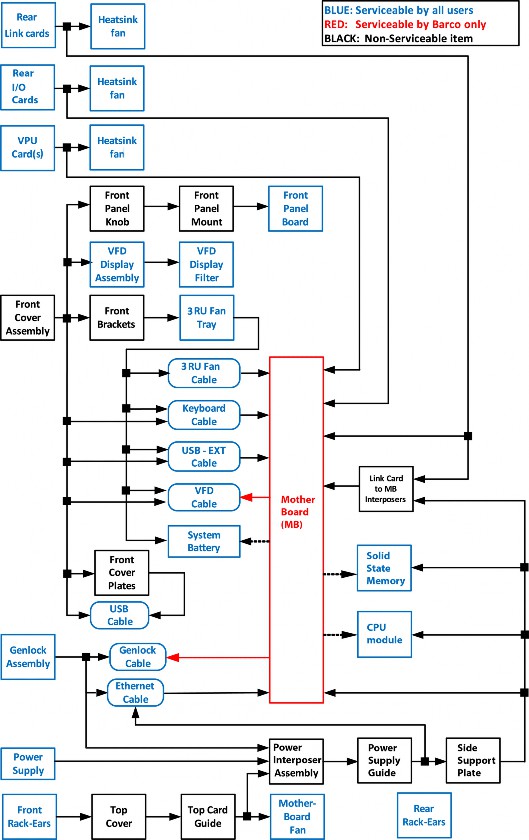 BLUE: Serviceable by all users
RED: Serviceable by Barco only
BLACK: Non-Serviceable item
Rear
Link cards
Heatsink
fan
Rear
I/O
Cards
Heatsink
fan
VPU
Card(s)
Heatsink
fan
Front
Panel
Knob
Front
Panel
Mount
Front
Panel
Board
VFD
Display
Assembly
VFD
Display
Filter
Front
Cover
Assembly
Front
Brackets
3 RU Fan
Tray
3 RU Fan
Cable
Keyboard
Cable
USB - EXT
Cable
VFD
Cable
System
Battery
Mother
Board
(MB)
Link Card
to MB
Interposers
Solid
State
Memory
CPU
module
Front
Cover
Plates
USB
Cable
Genlock
Assembly
Genlock
Cable
Ethernet
Cable
Power
Supply
Power
Interposer
Assembly
Power
Supply
Guide
Side
Support
Plate
Front
Rack-Ears
Top
Cover
Top Card
Guide
Mother-
Board
Fan
Rear
Rack-Ears